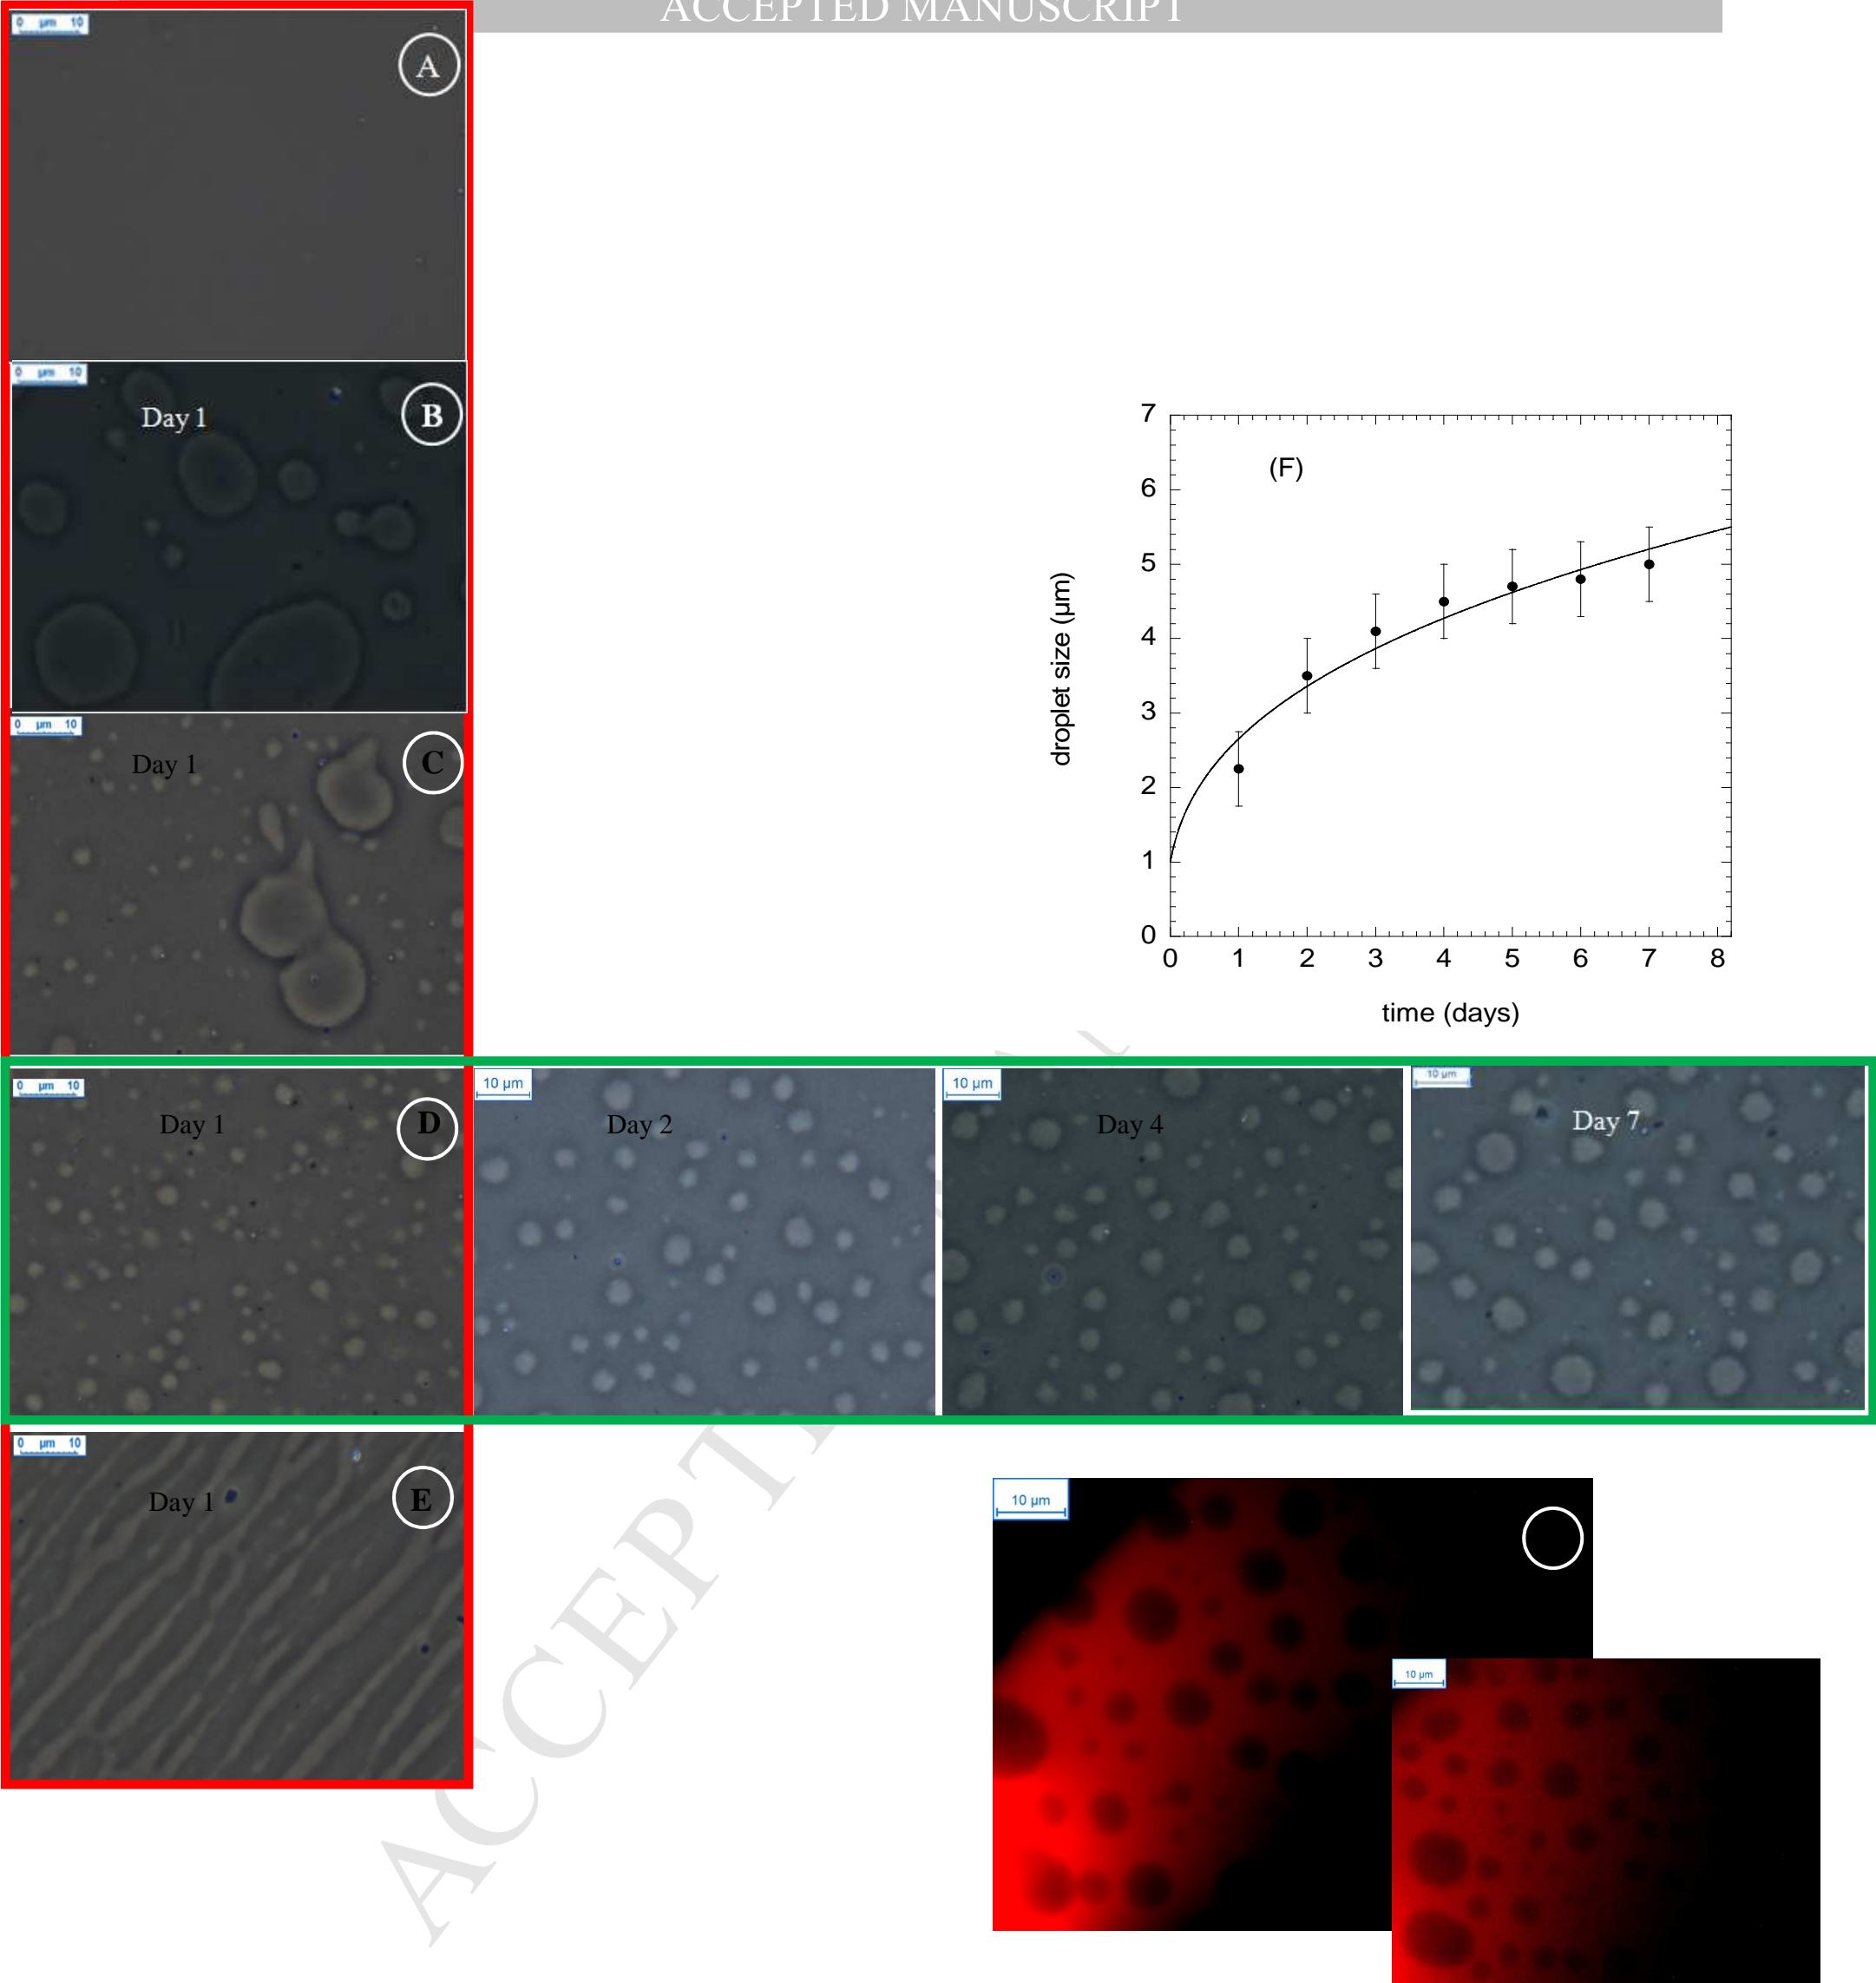 ACCEPTED MANUSCRIPT
0 µm 10
A
0 µm 10
Day 1
B
0 µm 10
Day 1
C
7
6
5
4
3
2
1
0
(F)
droplet size (µm)
0 1 2 3 4 5 6 7 8
time (days)
0 µm 10
Day 1
D
10 µm
Day 2
10 µm
Day 4
10 µm
Day 7
0 µm 10
Day 1
E
10 µm
10 µm
ACCEPT